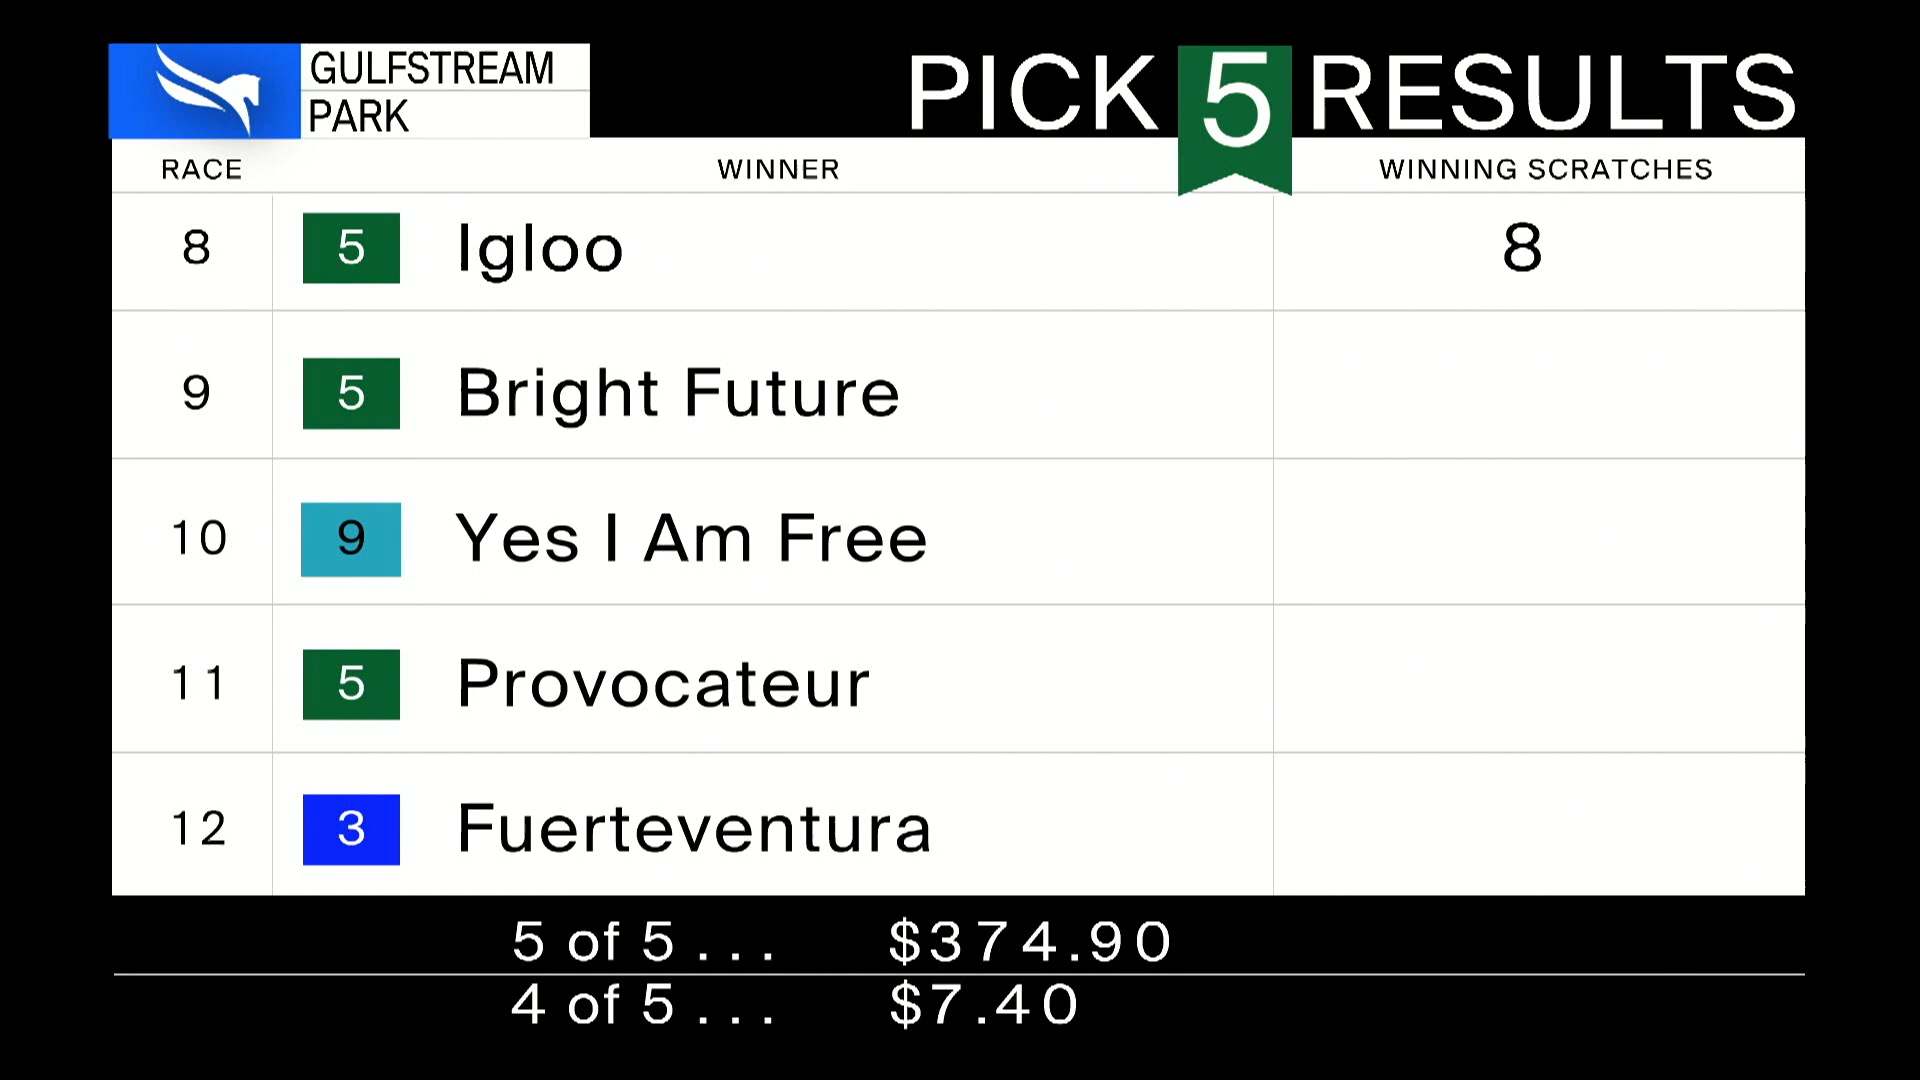 GULFSTREAM
PARK
PICK 5 RESULTS
RACE WINNER WINNING SCRATCHES
8 5 Igloo 8
9 5 Bright Future
10 9 Yes I Am Free
11 5 Provocateur
12 3 Fuerteventura
5 of 5 . . . $374.90
4 of 5 . . . $7.40